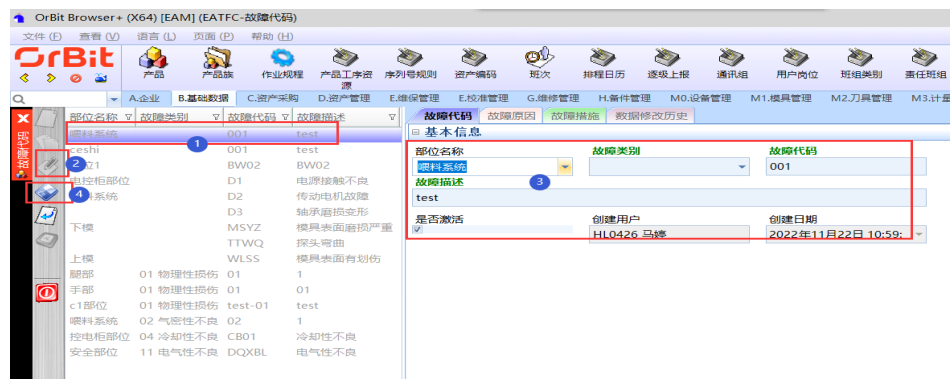 OrBit Browser+ (X64) [EAM] (EATFC-故障代码)
文件 (F) 查看 (V) 语言 (L) 页面 (P) 帮助 (H)
OrBit
产品 产品族 作业规程 产品工序资源 序列号规则 资产编码 班次 排程日历 逐级上报 通讯组 用户岗位 班组类别 责任班组
A.企业 B.基础数据 C.资产采购 D.资产管理 E.维保管理 E.校准管理 G.维修管理 H.备件管理 M0.设备管理 M1.模具管理 M2.刀具管理 M3.计量
部位名称 故障类别 故障代码 故障描述
喂料系统 001 test
1
ceshi 001 test
2
BW02 BW02
电控柜部位 D1 电源接触不良
4
D2 传动电机故障
D3 轴承磨损变形
下模 MSYZ 模具表面磨损严重
TTWQ 探头弯曲
上模 WLSS 模具表面有划伤
腿部 01 物理性损伤 01 1
手部 01 物理性损伤 01 01
c1部位 01 物理性损伤 test-01 test
喂料系统 02 气密性不良 02 1
控电柜部位 04 冷却性不良 CB01 冷却性不良
安全部位 11 电气性不良 DQXBL 电气性不良
故障代码 故障原因 故障措施 数据修改历史
基本信息
部位名称 故障类别 故障代码
喂料系统 001
故障描述
3
test
是否激活 创建用户 创建日期
HL0426 马婷 2022年11月22日 10:59: